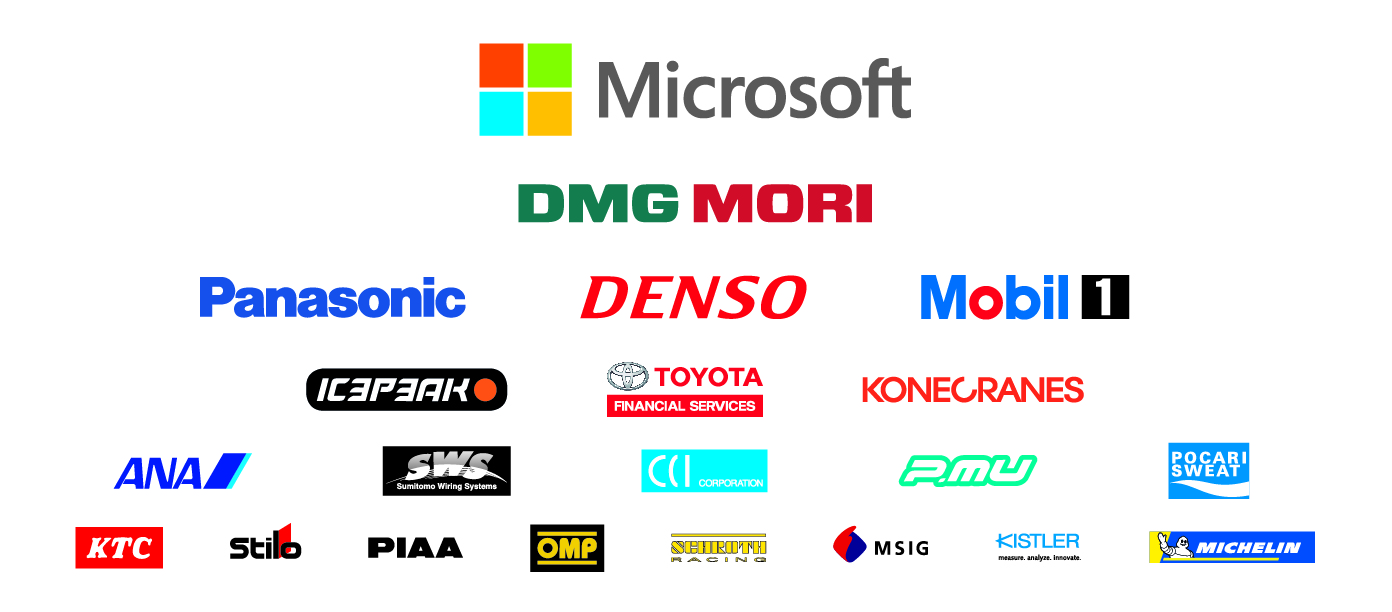 Microsoft
DMG MORI
Panasonic
DENSO
Mobil 1
ICEPEAK
TOYOTA
FINANCIAL SERVICES
KONECRANES
ANA
SWS
Sumitomo Wiring Systems
CCI
CORPORATION
P.MU
POCARI
SWEAT
KTC
Stilo
PIAA
OMP
SCHROTH
RACING
MSIG
KISTLER
measure. analyze. innovate.
MICHELIN